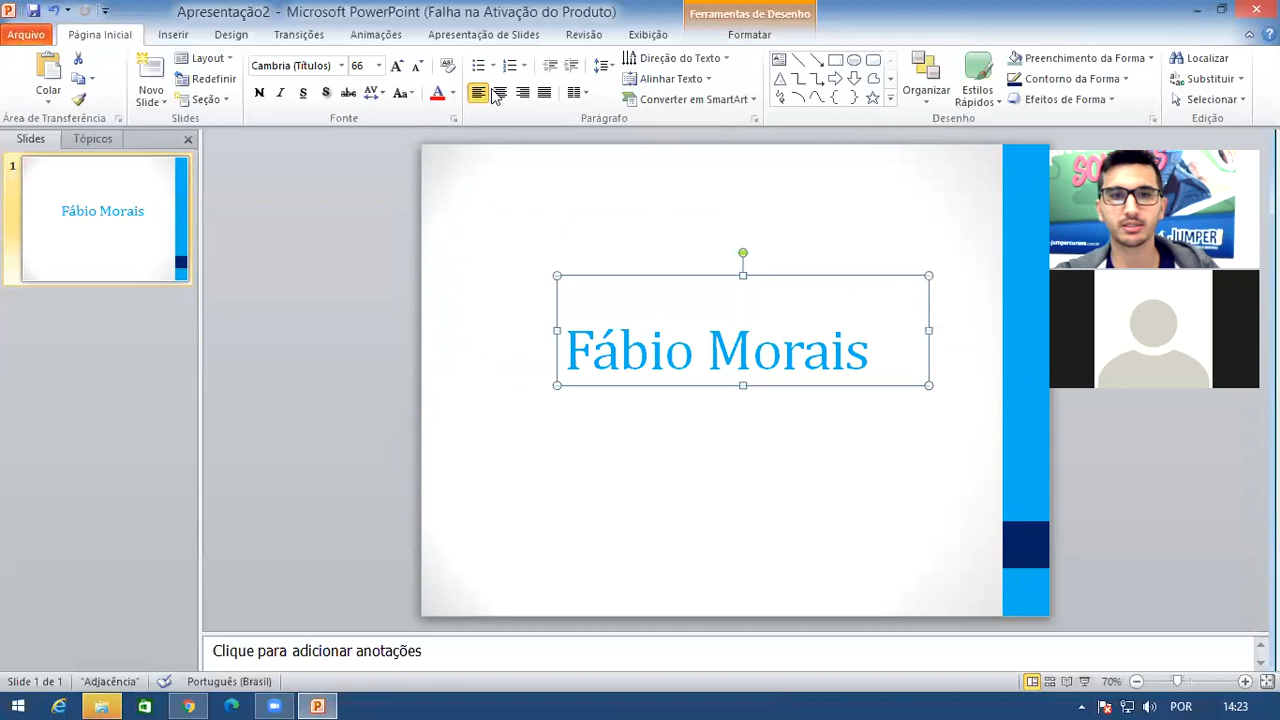 Apresentação2 - Microsoft PowerPoint (Falha na Ativação do Produto)
Ferramentas de Desenho
Arquivo Página Inicial Inserir Design Transições Animações Apresentação de Slides Revisão Exibição Formatar
Colar
Área de Transferência
Novo Slide
Layout
Redefinir
Seção
Slides
Cambria (Títulos) 66
N I S S abc AV Aa A
Fonte
Direção do Texto
Alinhar Texto
Converter em SmartArt
Parágrafo
Organizar
Estilos Rápidos
Preenchimento da Forma
Contorno da Forma
Efeitos de Forma
Desenho
Localizar
Substituir
Selecionar
Edição
Slides Tópicos
1
Fábio Morais
Fábio Morais
JUMPER
Clique para adicionar anotações
Slide 1 de 1 "Adjacência" Português (Brasil) 70%
POR 14:23